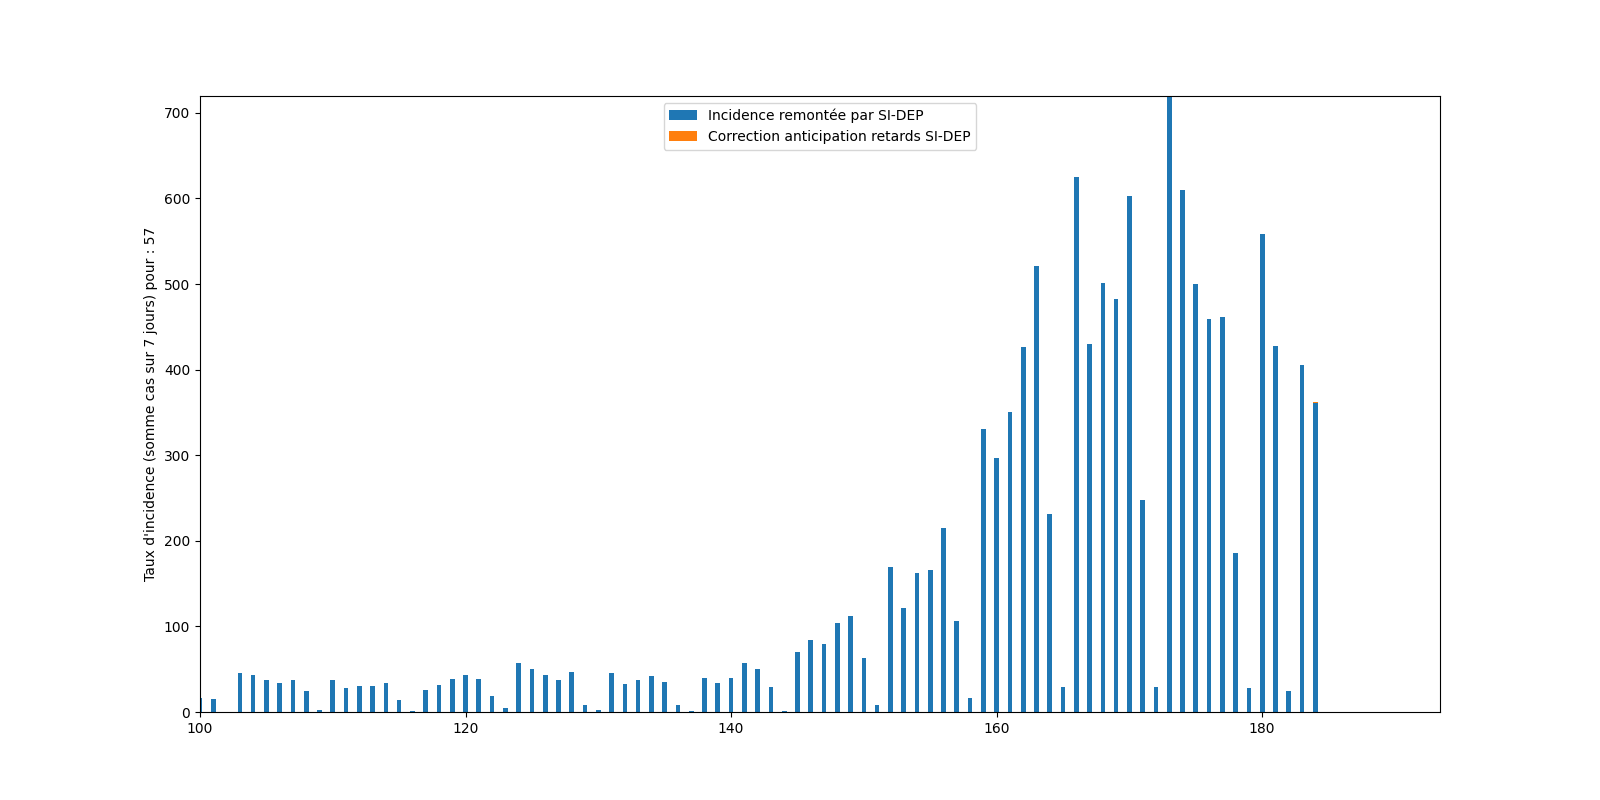 Incidence remontée par SI-DEP
Correction anticipation retards SI-DEP
Taux d'incidence (somme cas sur 7 jours) pour : 57
700
600
500
400
300
200
100
0
100 120 140 160 180